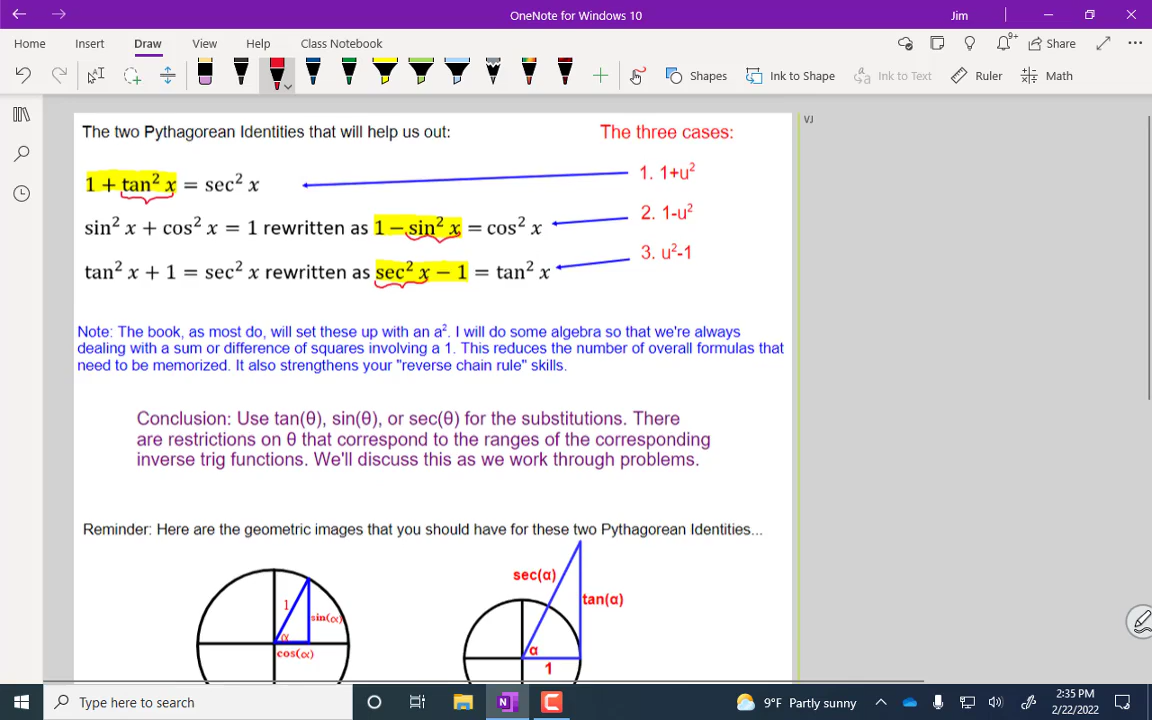 OneNote for Windows 10
Jim
Home Insert Draw View Help Class Notebook
9+
Share
Shapes
Ink to Shape
Ink to Text
Ruler
Math
The two Pythagorean Identities that will help us out:
The three cases:
1 + tan² x = sec² x
1. 1+u²
sin² x + cos² x = 1 rewritten as 1 − sin² x = cos² x
2. 1-u²
tan² x + 1 = sec² x rewritten as sec² x − 1 = tan² x
3. u²-1
VJ
Note: The book, as most do, will set these up with an a². I will do some algebra so that we're always
dealing with a sum or difference of squares involving a 1. This reduces the number of overall formulas that
need to be memorized. It also strengthens your "reverse chain rule" skills.
Conclusion: Use tan(θ), sin(θ), or sec(θ) for the substitutions. There
are restrictions on θ that correspond to the ranges of the corresponding
inverse trig functions. We'll discuss this as we work through problems.
Reminder: Here are the geometric images that you should have for these two Pythagorean Identities...
1
sin(α)
α
cos(α)
sec(α)
tan(α)
α
1
Type here to search
9°F Partly sunny
2:35 PM
2/22/2022